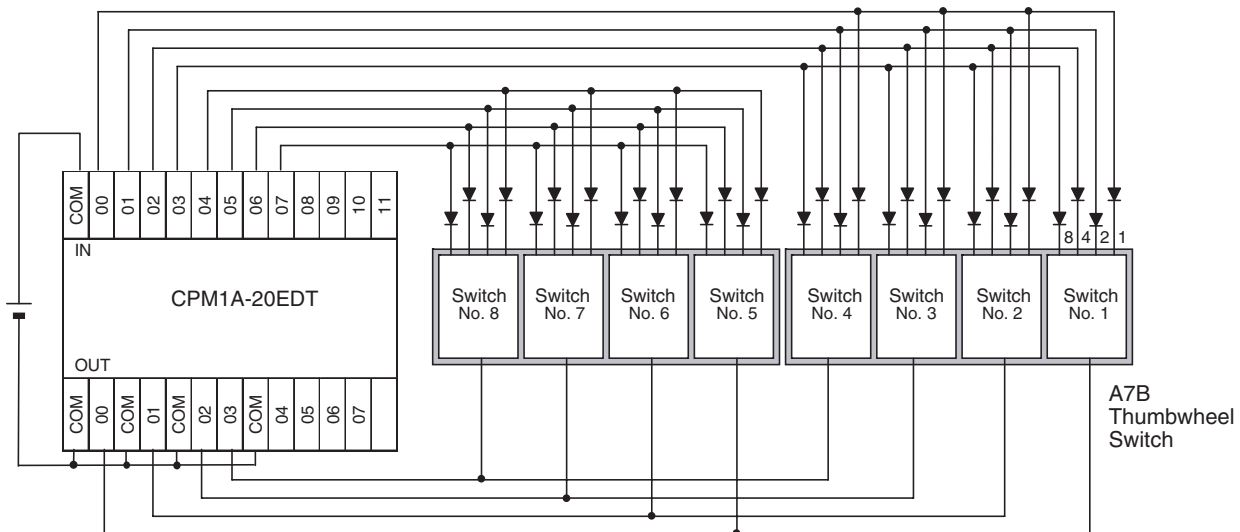 COM 00 01 02 03 04 05 06 07 08 09 10 11
IN
CPM1A-20EDT
OUT
COM 00 COM 01 COM 02 03 COM 04 05 06 07
8 4 2 1
Switch No. 8
Switch No. 7
Switch No. 6
Switch No. 5
Switch No. 4
Switch No. 3
Switch No. 2
Switch No. 1
A7B
Thumbwheel
Switch